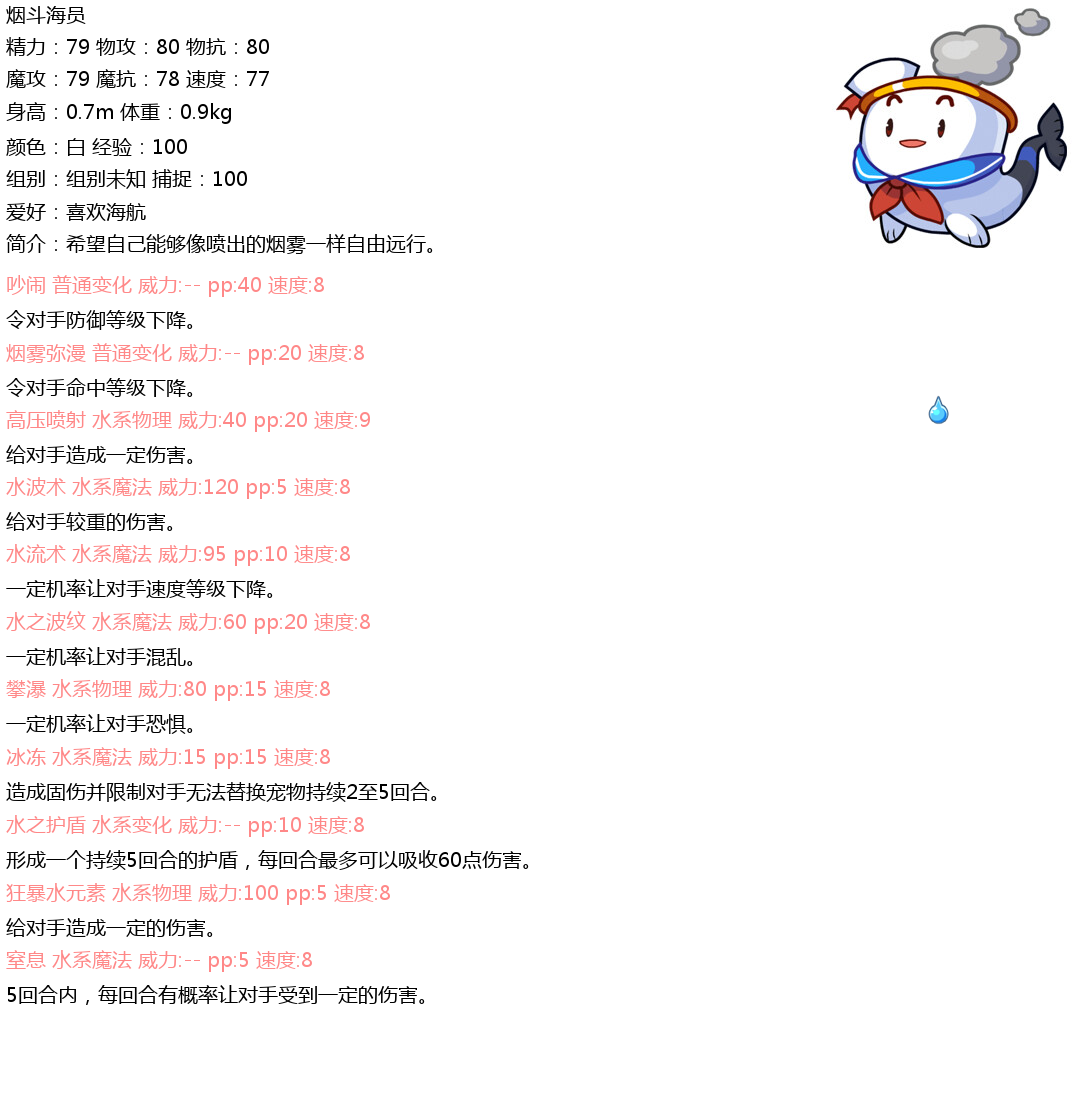 烟斗海员
精力：79 物攻：80 物抗：80
魔攻：79 魔抗：78 速度：77
身高：0.7m 体重：0.9kg
颜色：白 经验：100
组别：组别未知 捕捉：100
爱好：喜欢海航
简介：希望自己能够像喷出的烟雾一样自由远行。
吵闹 普通变化 威力:-- pp:40 速度:8
令对手防御等级下降。
烟雾弥漫 普通变化 威力:-- pp:20 速度:8
令对手命中等级下降。
高压喷射 水系物理 威力:40 pp:20 速度:9
给对手造成一定伤害。
水波术 水系魔法 威力:120 pp:5 速度:8
给对手较重的伤害。
水流术 水系魔法 威力:95 pp:10 速度:8
一定机率让对手速度等级下降。
水之波纹 水系魔法 威力:60 pp:20 速度:8
一定机率让对手混乱。
攀瀑 水系物理 威力:80 pp:15 速度:8
一定机率让对手恐惧。
冰冻 水系魔法 威力:15 pp:15 速度:8
造成固伤并限制对手无法替换宠物持续2至5回合。
水之护盾 水系变化 威力:-- pp:10 速度:8
形成一个持续5回合的护盾，每回合最多可以吸收60点伤害。
狂暴水元素 水系物理 威力:100 pp:5 速度:8
给对手造成一定的伤害。
窒息 水系魔法 威力:-- pp:5 速度:8
5回合内，每回合有概率让对手受到一定的伤害。